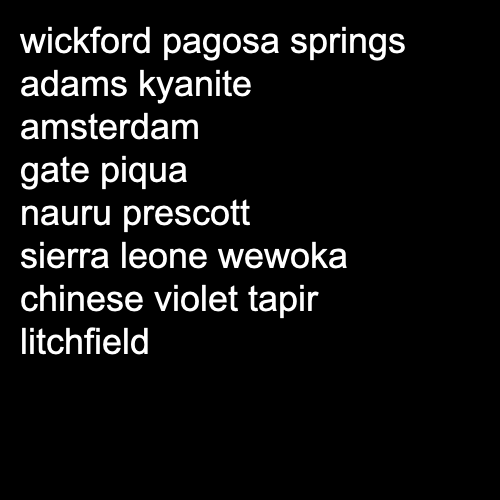 wickford pagosa springs
adams kyanite
amsterdam
gate piqua
nauru prescott
sierra leone wewoka
chinese violet tapir
litchfield